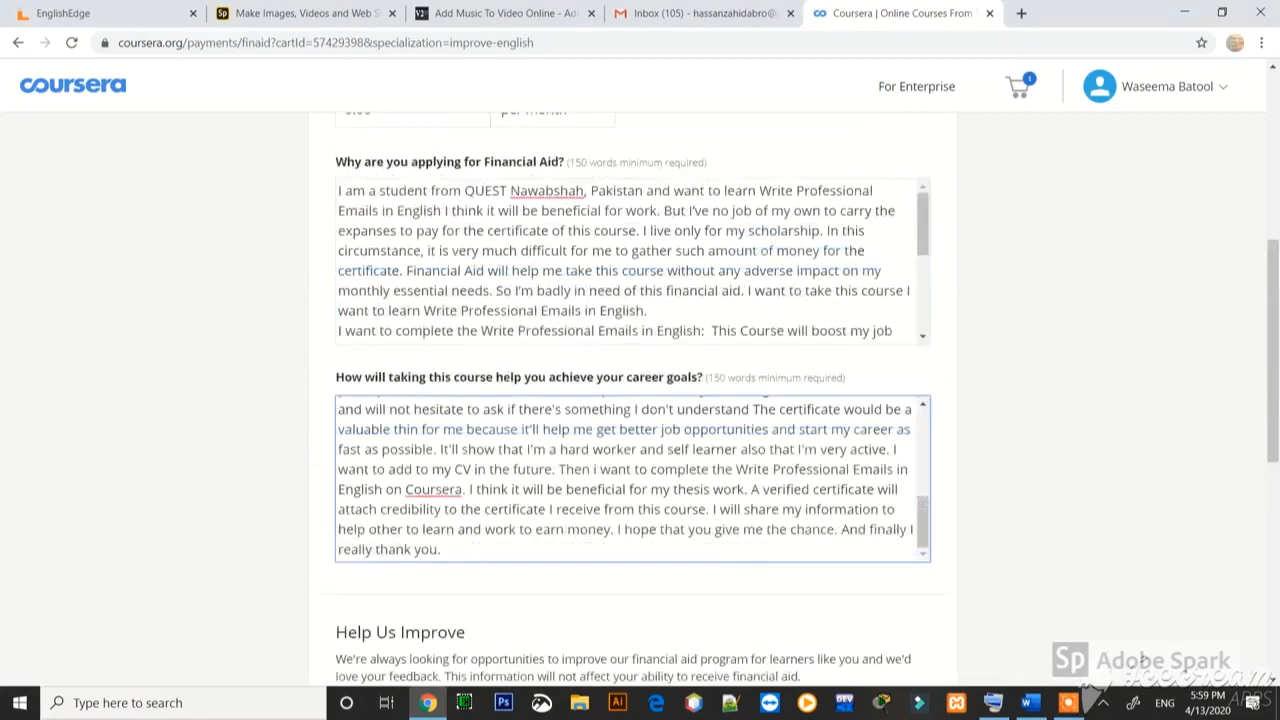 EnglishEdge
Make Images, Videos and Web S
Add Music To Video Online - Ad
Inbox (105) - hassanzahidabro@
Coursera | Online Courses From
coursera.org/payments/finaid?cartId=57429398&specialization=improve-english
coursera
For Enterprise
1
Waseema Batool
per month
Why are you applying for Financial Aid? (150 words minimum required)
I am a student from QUEST Nawabshah, Pakistan and want to learn Write Professional
Emails in English I think it will be beneficial for work. But I've no job of my own to carry the
expanses to pay for the certificate of this course. I live only for my scholarship. In this
circumstance, it is very much difficult for me to gather such amount of money for the
certificate. Financial Aid will help me take this course without any adverse impact on my
monthly essential needs. So I'm badly in need of this financial aid. I want to take this course I
want to learn Write Professional Emails in English.
I want to complete the Write Professional Emails in English:  This Course will boost my job
How will taking this course help you achieve your career goals? (150 words minimum required)
and will not hesitate to ask if there's something I don't understand The certificate would be a
valuable thin for me because it'll help me get better job opportunities and start my career as
fast as possible. It'll show that I'm a hard worker and self learner also that I'm very active. I
want to add to my CV in the future. Then i want to complete the Write Professional Emails in
English on Coursera. I think it will be beneficial for my thesis work. A verified certificate will
attach credibility to the certificate I receive from this course. I will share my information to
help other to learn and work to earn money. I hope that you give me the chance. And finally I
really thank you.
Help Us Improve
We're always looking for opportunities to improve our financial aid program for learners like you and we'd
love your feedback. This information will not affect your ability to receive financial aid.
Sp Adobe Spark
APPS
Type here to search
ENG
5:59 PM
4/13/2020